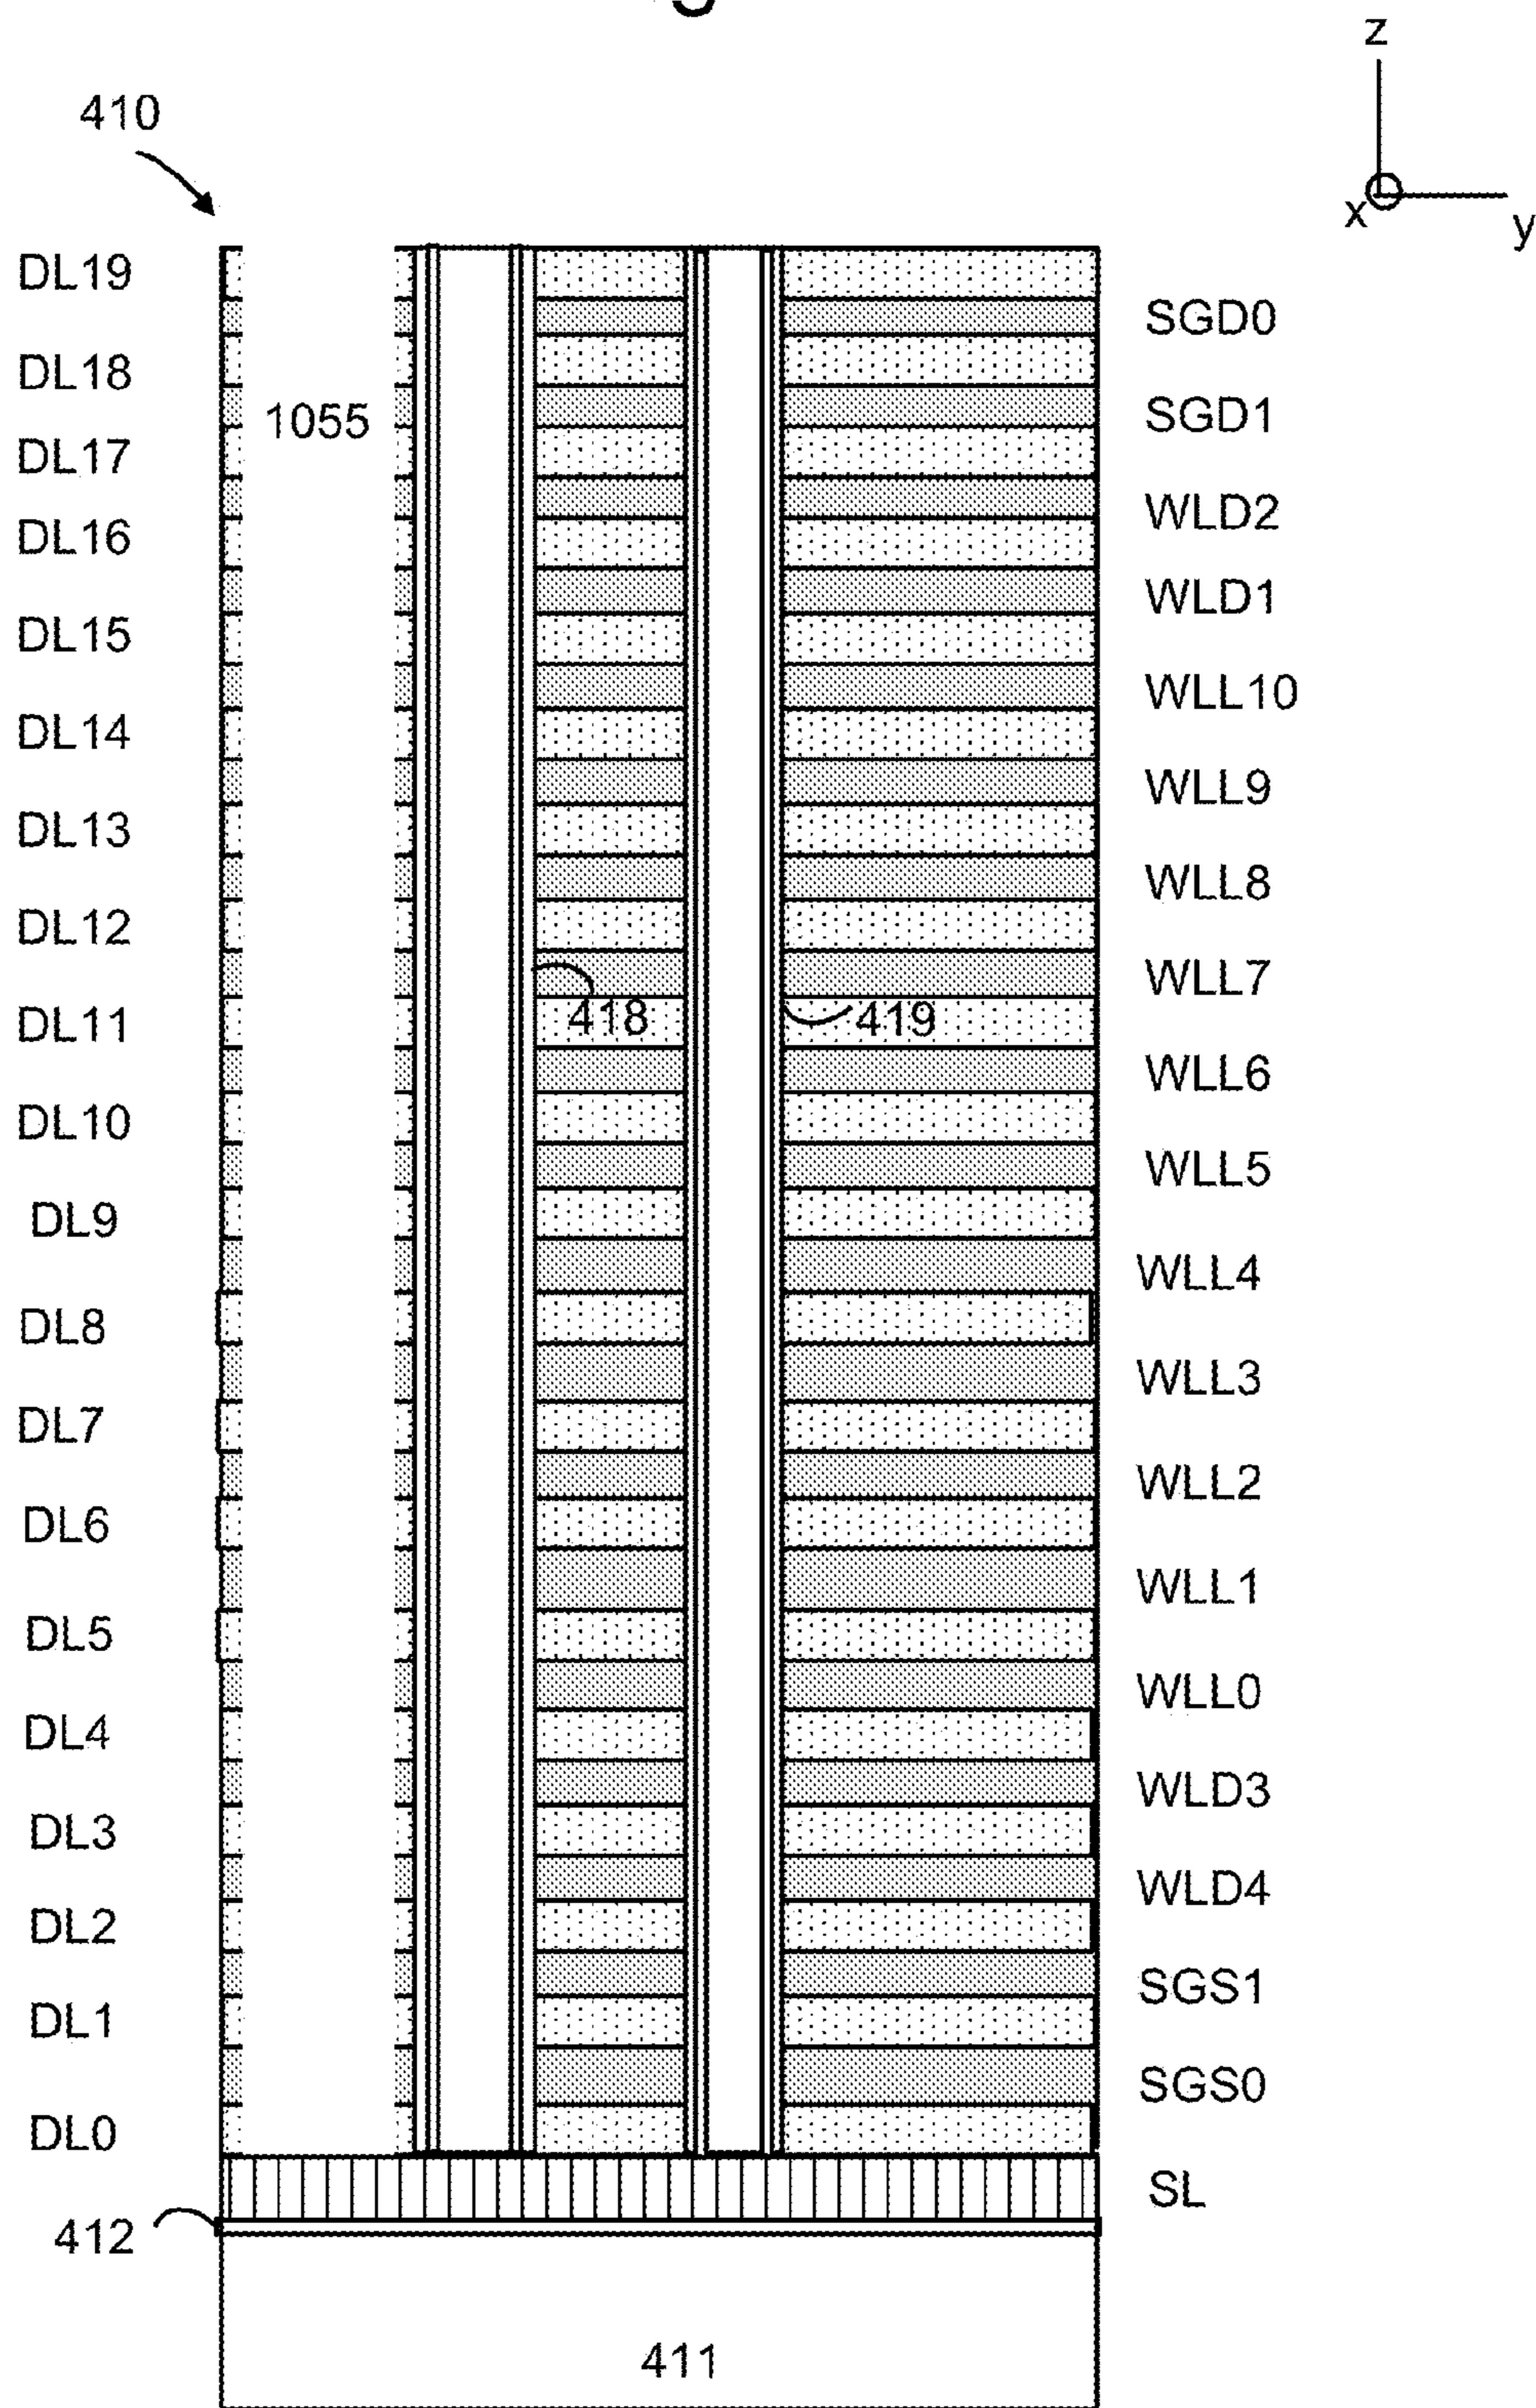 z
410
x
y
DL19
SGD0
DL18
1055
SGD1
DL17
WLD2
DL16
WLD1
DL15
WLL10
DL14
WLL9
DL13
WLL8
DL12
WLL7
418
419
DL11
WLL6
DL10
WLL5
DL9
WLL4
DL8
WLL3
DL7
WLL2
DL6
WLL1
DL5
WLL0
DL4
WLD3
DL3
WLD4
DL2
SGS1
DL1
SGS0
DL0
SL
412
411